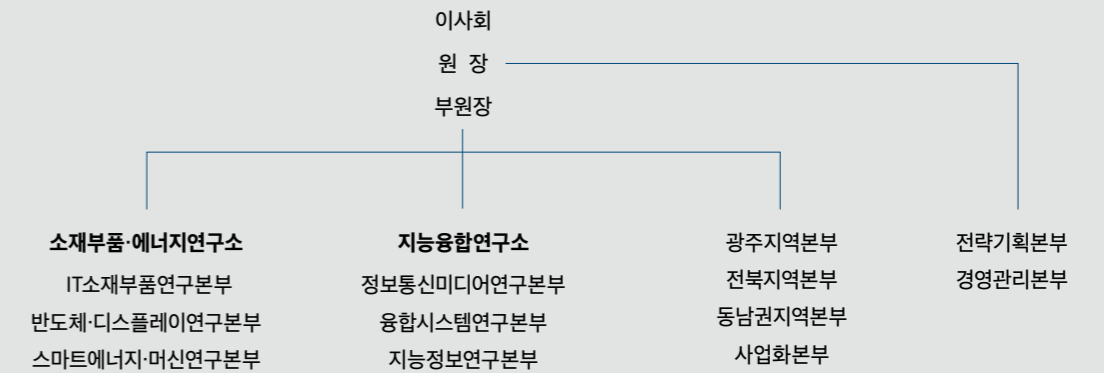 이사회
원 장
부원장
소재부품·에너지연구소
IT소재부품연구본부
반도체·디스플레이연구본부
스마트에너지·머신연구본부
지능융합연구소
정보통신미디어연구본부
융합시스템연구본부
지능정보연구본부
광주지역본부
전북지역본부
동남권지역본부
사업화본부
전략기획본부
경영관리본부